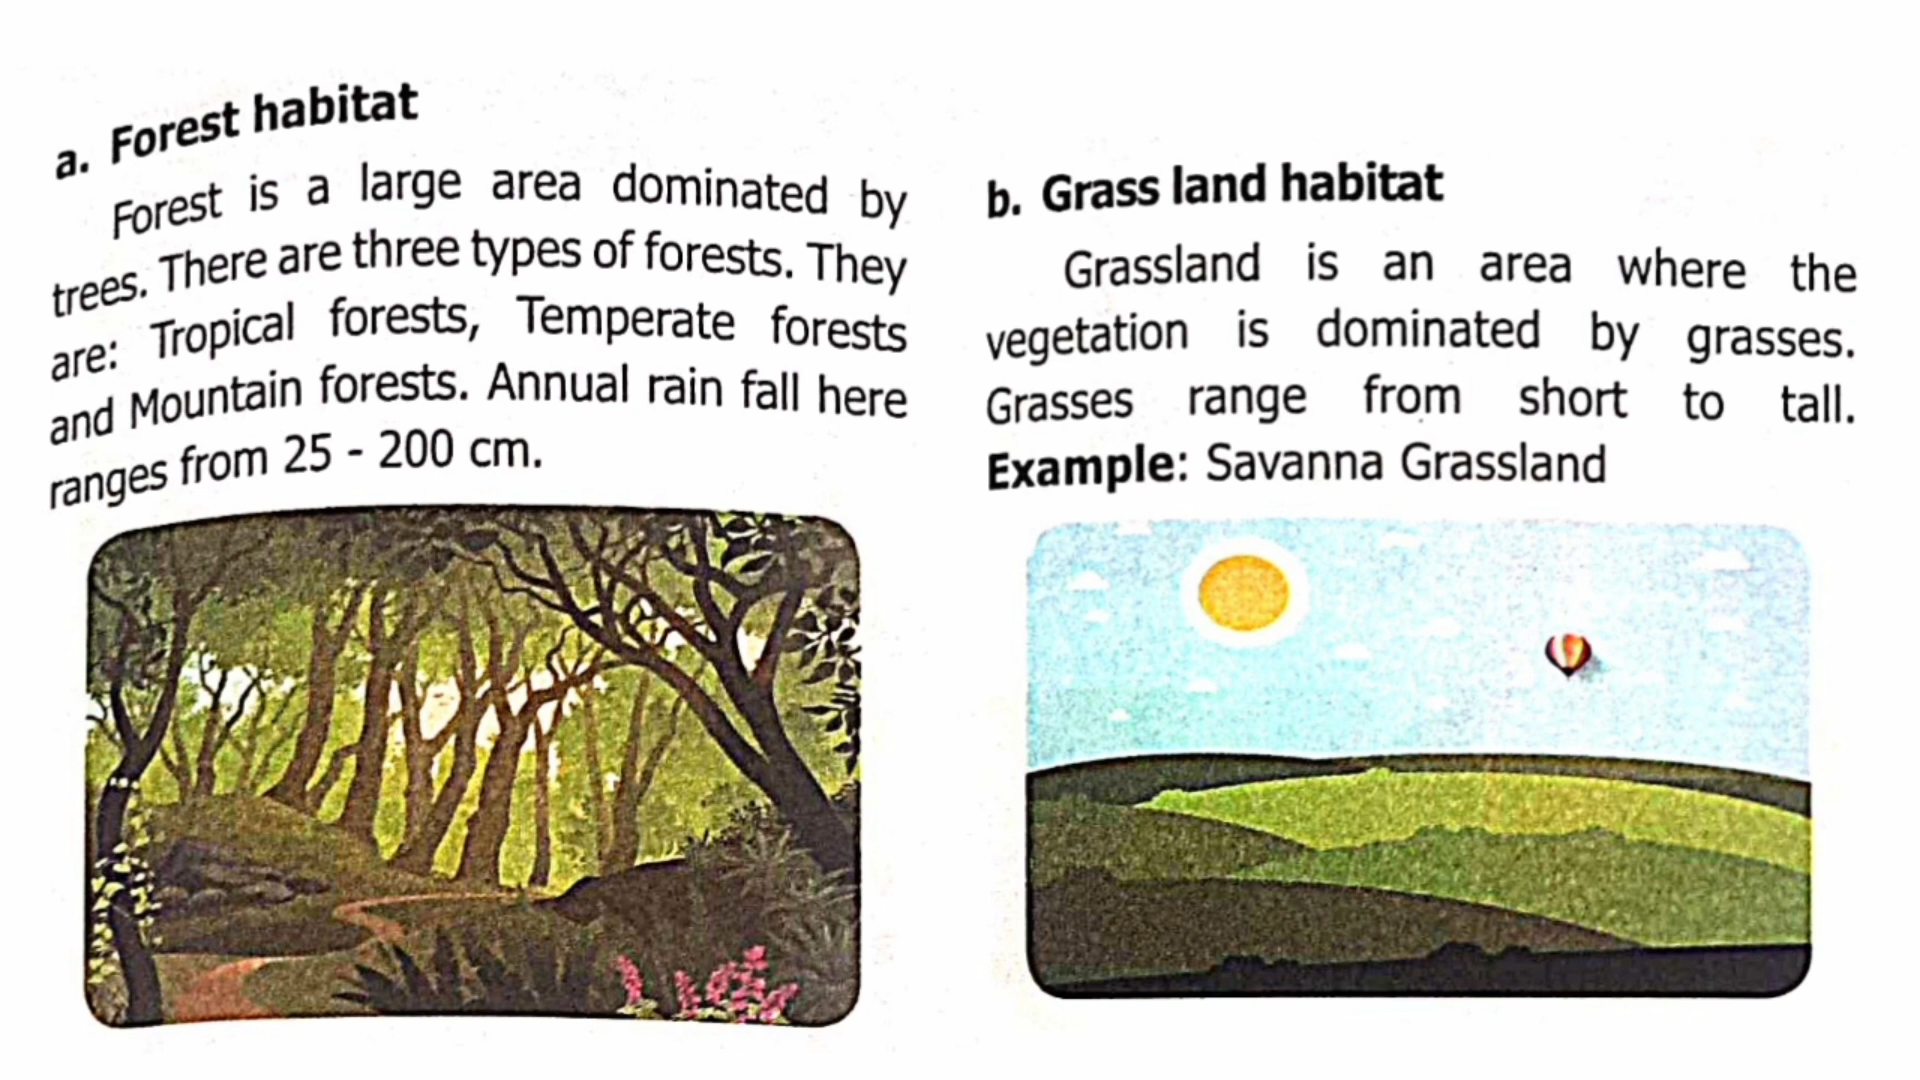 a. Forest habitat
Forest is a large area dominated by
trees. There are three types of forests. They
are: Tropical forests, Temperate forests
and Mountain forests. Annual rain fall here
ranges from 25 - 200 cm.
b. Grass land habitat
Grassland is an area where the
vegetation is dominated by grasses.
Grasses range from short to tall.
Example: Savanna Grassland